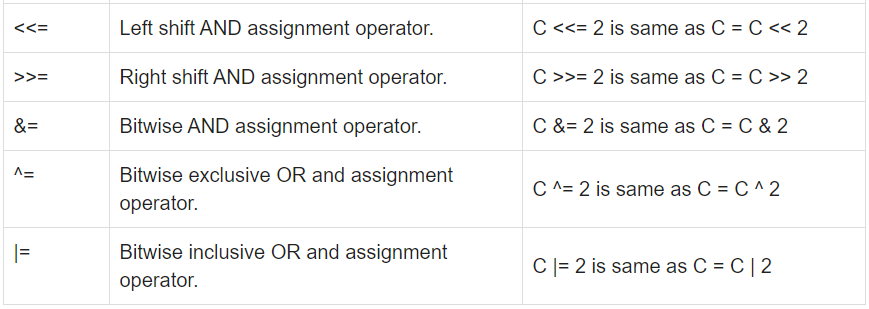 <<= Left shift AND assignment operator. C <<= 2 is same as C = C << 2
>>= Right shift AND assignment operator. C >>= 2 is same as C = C >> 2
&= Bitwise AND assignment operator. C &= 2 is same as C = C & 2
^= Bitwise exclusive OR and assignment
operator.
C ^= 2 is same as C = C ^ 2
|= Bitwise inclusive OR and assignment
operator.
C |= 2 is same as C = C | 2